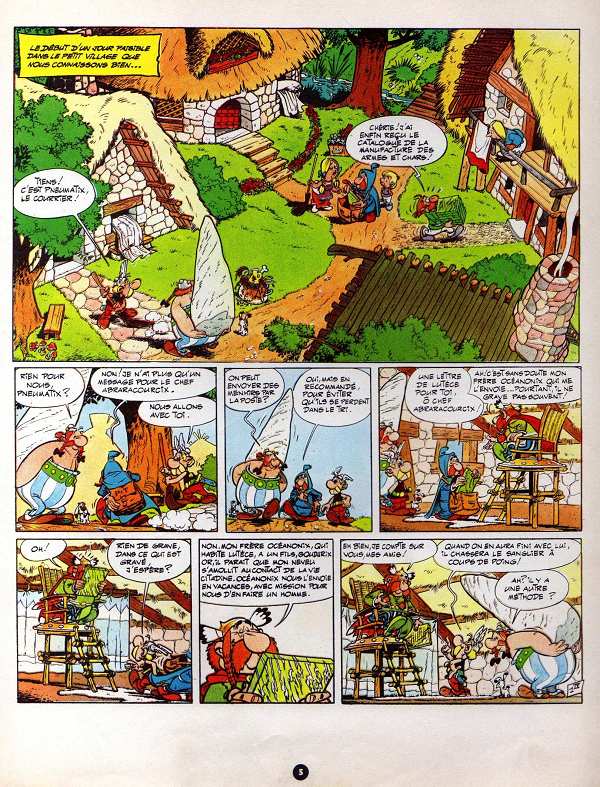 LE DÉBUT D'UN JOUR PAISIBLE
DANS LE PETIT VILLAGE QUE
NOUS CONNAISSONS BIEN...
CHÉRIE! J'AI
ENFIN REÇU LE
CATALOGUE DE LA
MANUFACTURE DES
ARMES ET CHARS!
TIENS!
C'EST PNEUMATIX,
LE COURRIER!
RIEN POUR
NOUS,
PNEUMATIX?
NON! JE N'AI PLUS QU'UN
MESSAGE POUR LE CHEF
ABRARACOURCIX.
NOUS ALLONS
AVEC TOI.
ON PEUT
ENVOYER DES
MENHIRS PAR
LA POSTE?
OUI, MAIS EN
RECOMMANDÉ,
POUR ÉVITER
QU'ILS SE PERDENT
DANS LE TRI!
UNE LETTRE
DE LUTÈCE
POUR TOI,
Ô CHEF
ABRARACOURCIX!
AH! C'EST SANS DOUTE MON
FRÈRE OCÉANONIX QUI ME
L'ENVOIE... POURTANT, IL NE
GRAVE PAS SOUVENT!
OH.
RIEN DE GRAVE,
DANS CE QUI EST
GRAVÉ,
J'ESPÈRE?
NON. MON FRÈRE OCÉANONIX, QUI
HABITE LUTÈCE, A UN FILS, GOUDURIX
OR, IL PARAÎT QUE MON NEVEU
S'AMOLLIT AU CONTACT DE LA VIE
CITADINE. OCÉANONIX NOUS L'ENVOIE
EN VACANCES, AVEC MISSION POUR
NOUS D'EN FAIRE UN HOMME.
EH BIEN, JE COMPTE SUR
VOUS, MES AMIS!
QUAND ON EN AURA FINI AVEC LUI,
IL CHASSERA LE SANGLIER À
COUPS DE POING!
AH? IL Y A
UNE AUTRE
MÉTHODE?
5